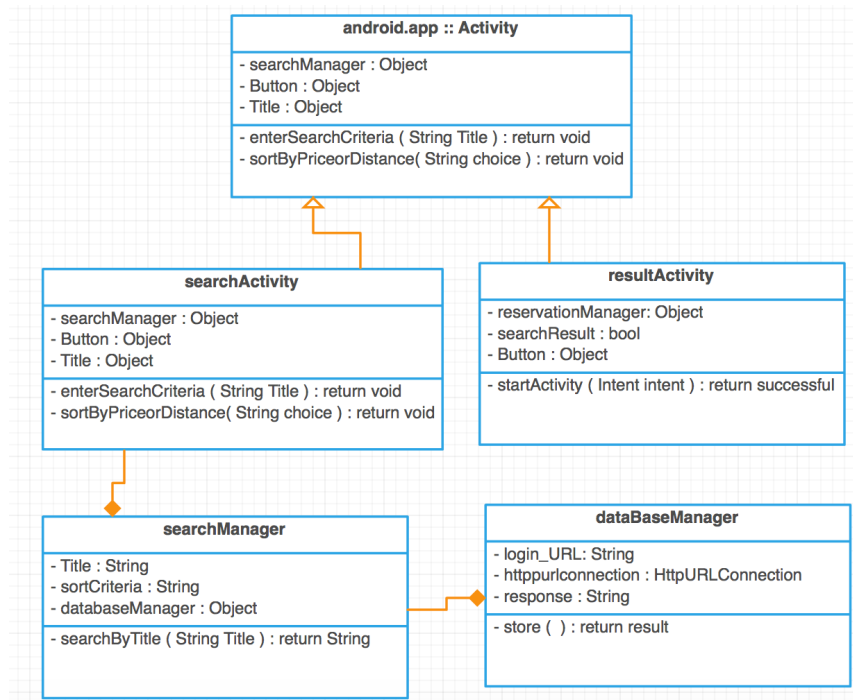 android.app :: Activity
- searchManager : Object
- Button : Object
- Title : Object
- enterSearchCriteria ( String Title ) : return void
- sortByPriceorDistance( String choice ) : return void
searchActivity
- searchManager : Object
- Button : Object
- Title : Object
- enterSearchCriteria ( String Title ) : return void
- sortByPriceorDistance( String choice ) : return void
resultActivity
- reservationManager: Object
- searchResult : bool
- Button : Object
- startActivity ( Intent intent ) : return successful
searchManager
- Title : String
- sortCriteria : String
- databaseManager : Object
- searchByTitle ( String Title ) : return String
dataBaseManager
- login_URL: String
- httppurlconnection : HttpURLConnection
- response : String
- store ( ) : return result